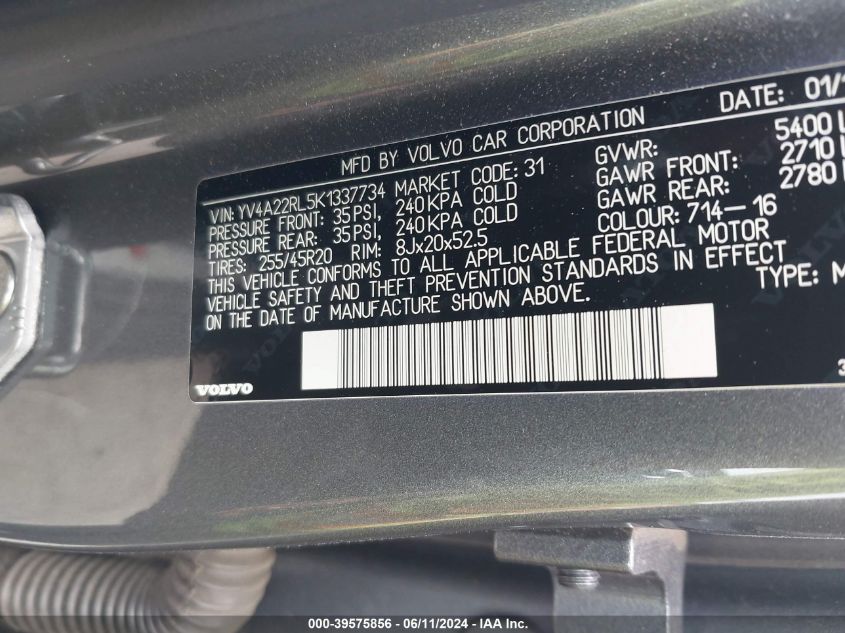 MFD BY VOLVO CAR CORPORATION DATE: 01/1
VIN: YV4A22RL5K1337734 MARKET CODE: 31 GVWR: 5400 L
PRESSURE FRONT: 35PSI, 240KPA COLD GAWR FRONT: 2710 L
PRESSURE REAR: 35PSI, 240KPA COLD GAWR REAR: 2780
TIRES: 255/45R20 RIM: 8Jx20x52.5 COLOUR: 714-16
THIS VEHICLE CONFORMS TO ALL APPLICABLE FEDERAL MOTOR
VEHICLE SAFETY AND THEFT PREVENTION STANDARDS IN EFFECT
ON THE DATE OF MANUFACTURE SHOWN ABOVE. TYPE: M
VOLVO
000-39575856 - 06/11/2024 - IAA Inc.